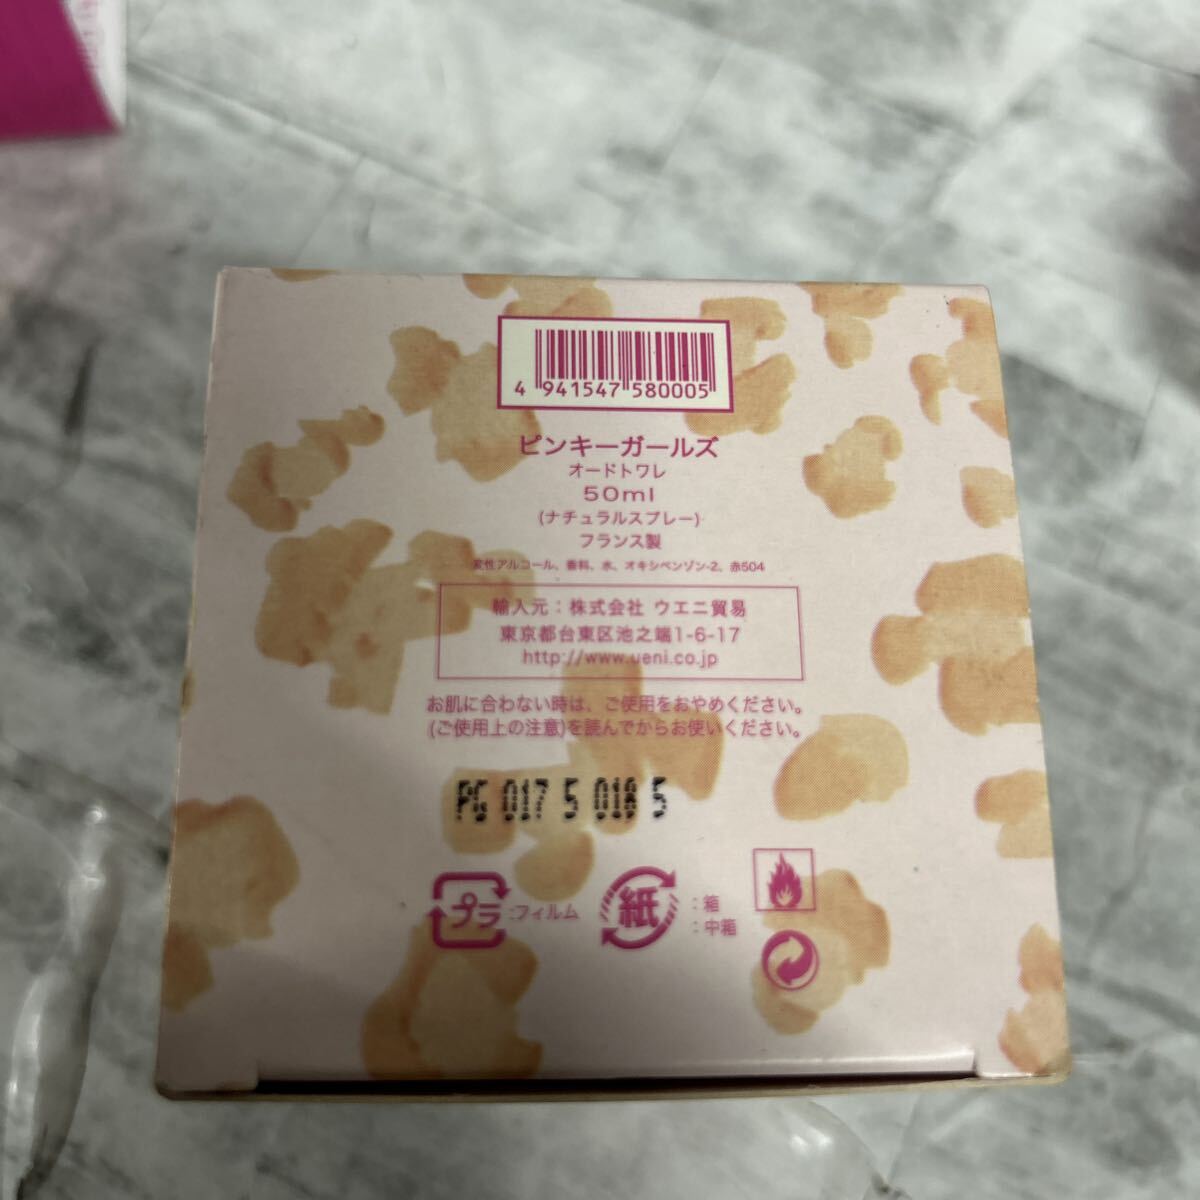 4 941547 580005
ピンキーガールズ
オードトワレ
50ml
(ナチュラルスプレー)
フランス製
変性アルコール、香料、水、オキシベンゾン-2、赤504
輸入元：株式会社 ウエニ貿易
東京都台東区池之端1-6-17
http://www.ueni.co.jp
お肌に合わない時は、ご使用をおやめください。
(ご使用上の注意)を読んでからお使いください。
PG 017 5 018 5
プラ :フィルム
紙 :箱
:中箱